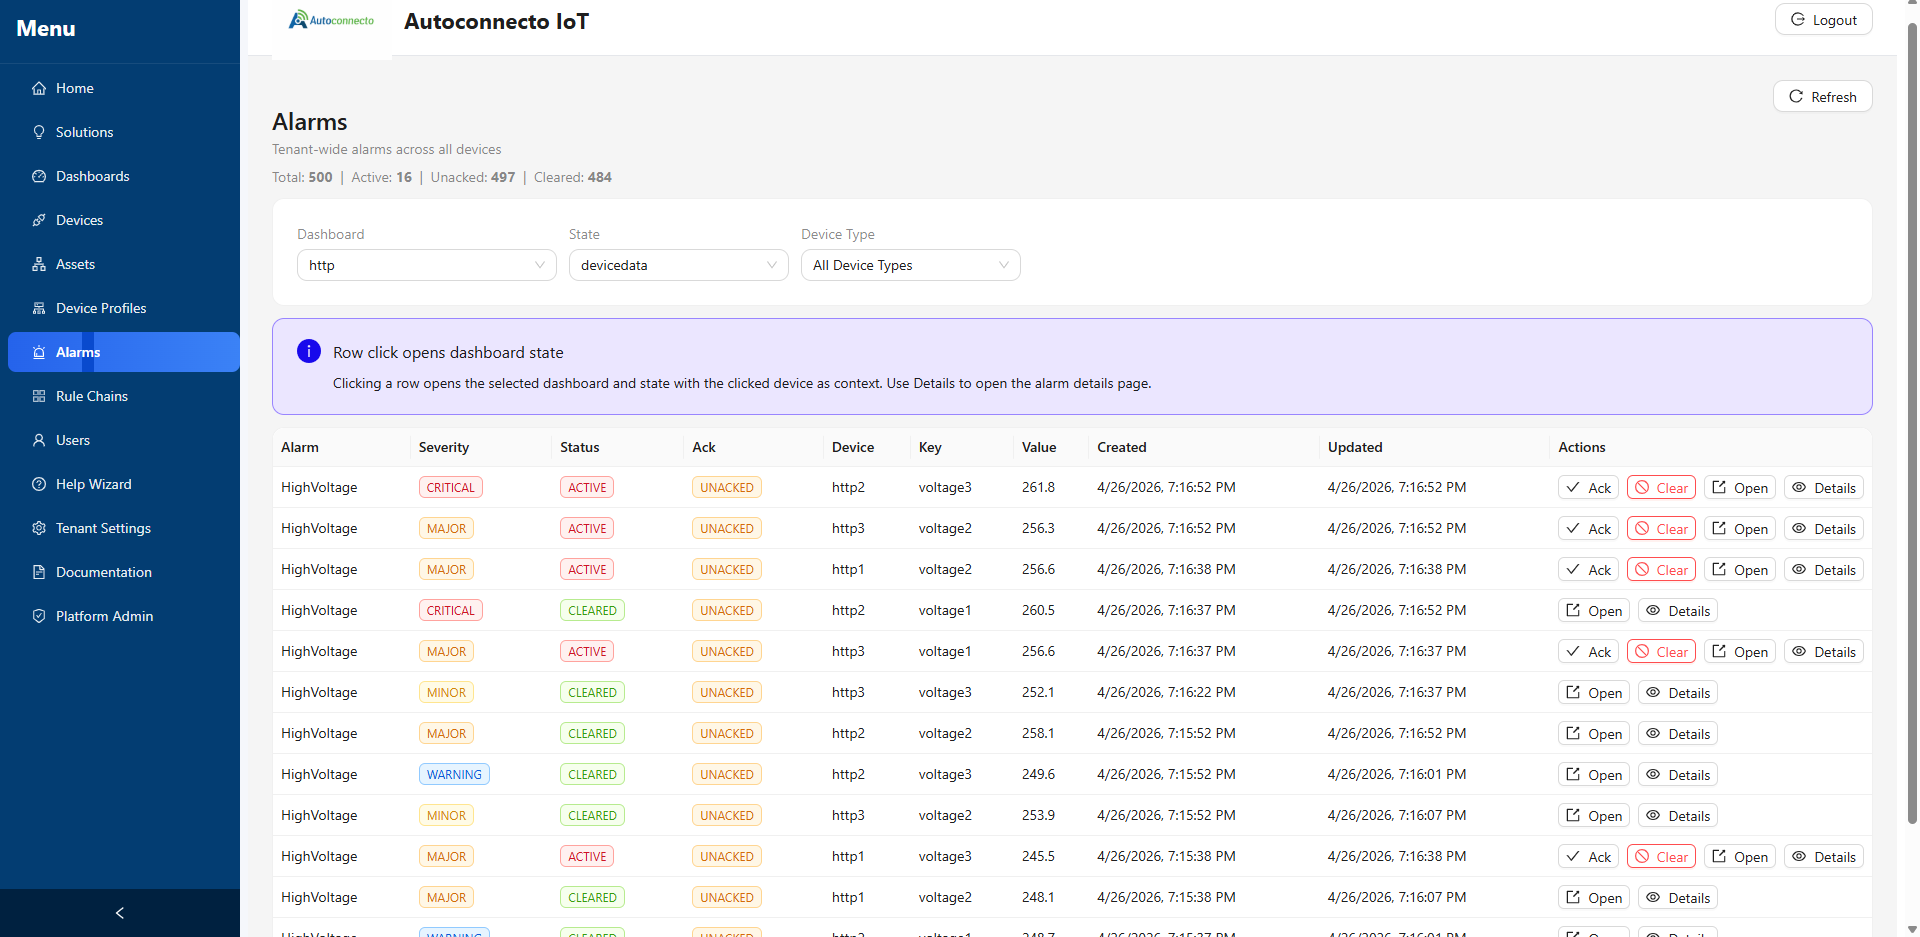 Menu
Home
Solutions
Dashboards
Devices
Assets
Device Profiles
Alarms
Rule Chains
Users
Help Wizard
Tenant Settings
Documentation
Platform Admin
Autoconnecto
Autoconnecto IoT
Logout
Refresh
Alarms
Tenant-wide alarms across all devices
Total: 500 | Active: 16 | Unacked: 497 | Cleared: 484
Dashboard State Device Type
http devicedata All Device Types
Row click opens dashboard state
Clicking a row opens the selected dashboard and state with the clicked device as context. Use Details to open the alarm details page.
Alarm Severity Status Ack Device Key Value Created Updated Actions
HighVoltage CRITICAL ACTIVE UNACKED http2 voltage3 261.8 4/26/2026, 7:16:52 PM 4/26/2026, 7:16:52 PM Ack Clear Open Details
HighVoltage MAJOR ACTIVE UNACKED http3 voltage2 256.3 4/26/2026, 7:16:52 PM 4/26/2026, 7:16:52 PM Ack Clear Open Details
HighVoltage MAJOR ACTIVE UNACKED http1 voltage2 256.6 4/26/2026, 7:16:38 PM 4/26/2026, 7:16:38 PM Ack Clear Open Details
HighVoltage CRITICAL CLEARED UNACKED http2 voltage1 260.5 4/26/2026, 7:16:37 PM 4/26/2026, 7:16:52 PM Open Details
HighVoltage MAJOR ACTIVE UNACKED http3 voltage1 256.6 4/26/2026, 7:16:37 PM 4/26/2026, 7:16:37 PM Ack Clear Open Details
HighVoltage MINOR CLEARED UNACKED http3 voltage3 252.1 4/26/2026, 7:16:22 PM 4/26/2026, 7:16:37 PM Open Details
HighVoltage MAJOR CLEARED UNACKED http2 voltage2 258.1 4/26/2026, 7:15:52 PM 4/26/2026, 7:16:52 PM Open Details
HighVoltage WARNING CLEARED UNACKED http2 voltage3 249.6 4/26/2026, 7:15:52 PM 4/26/2026, 7:16:01 PM Open Details
HighVoltage MINOR CLEARED UNACKED http3 voltage3 253.9 4/26/2026, 7:15:52 PM 4/26/2026, 7:16:07 PM Open Details
HighVoltage MAJOR ACTIVE UNACKED http1 voltage3 245.5 4/26/2026, 7:15:38 PM 4/26/2026, 7:16:38 PM Ack Clear Open Details
HighVoltage MAJOR CLEARED UNACKED http1 voltage2 248.1 4/26/2026, 7:15:38 PM 4/26/2026, 7:16:07 PM Open Details